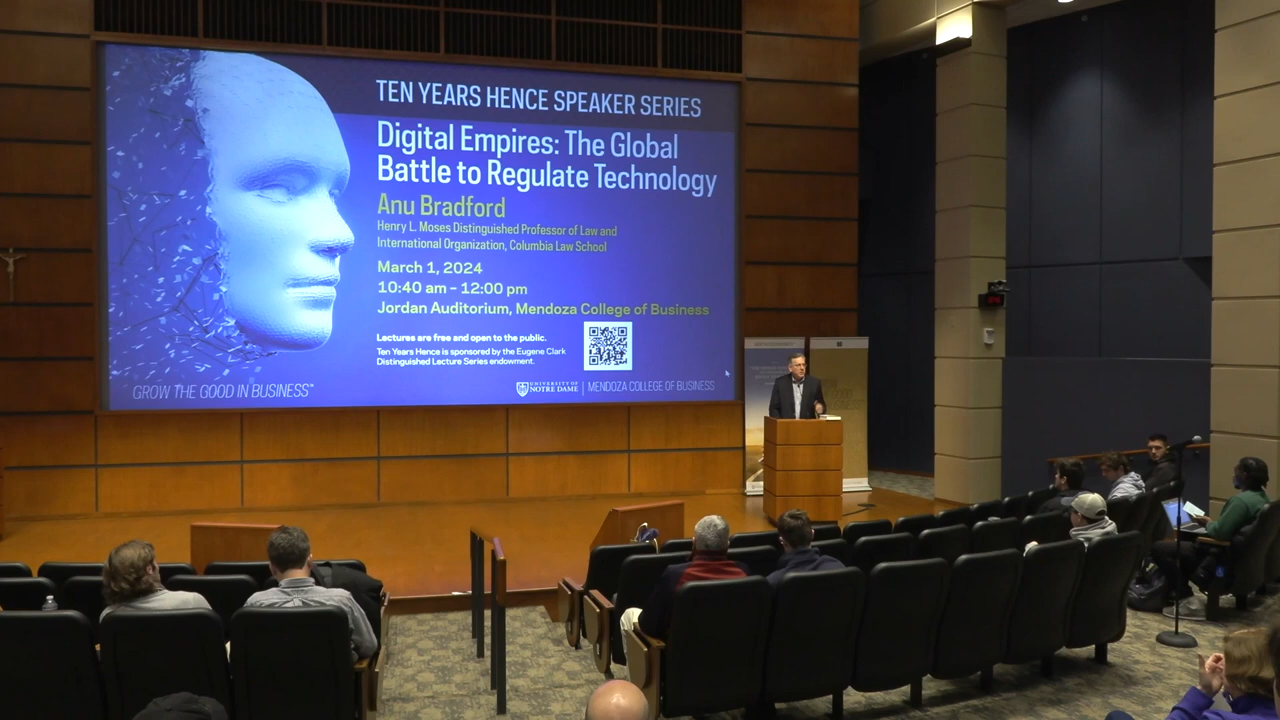 TEN YEARS HENCE SPEAKER SERIES
Digital Empires: The Global
Battle to Regulate Technology
Anu Bradford
Henry L. Moses Distinguished Professor of Law and
International Organization, Columbia Law School
March 1, 2024
10:40 am – 12:00 pm
Jordan Auditorium, Mendoza College of Business
Lectures are free and open to the public.
Ten Years Hence is sponsored by the Eugene Clark
Distinguished Lecture Series endowment.
GROW THE GOOD IN BUSINESS™
UNIVERSITY OF
NOTRE DAME
MENDOZA COLLEGE OF BUSINESS